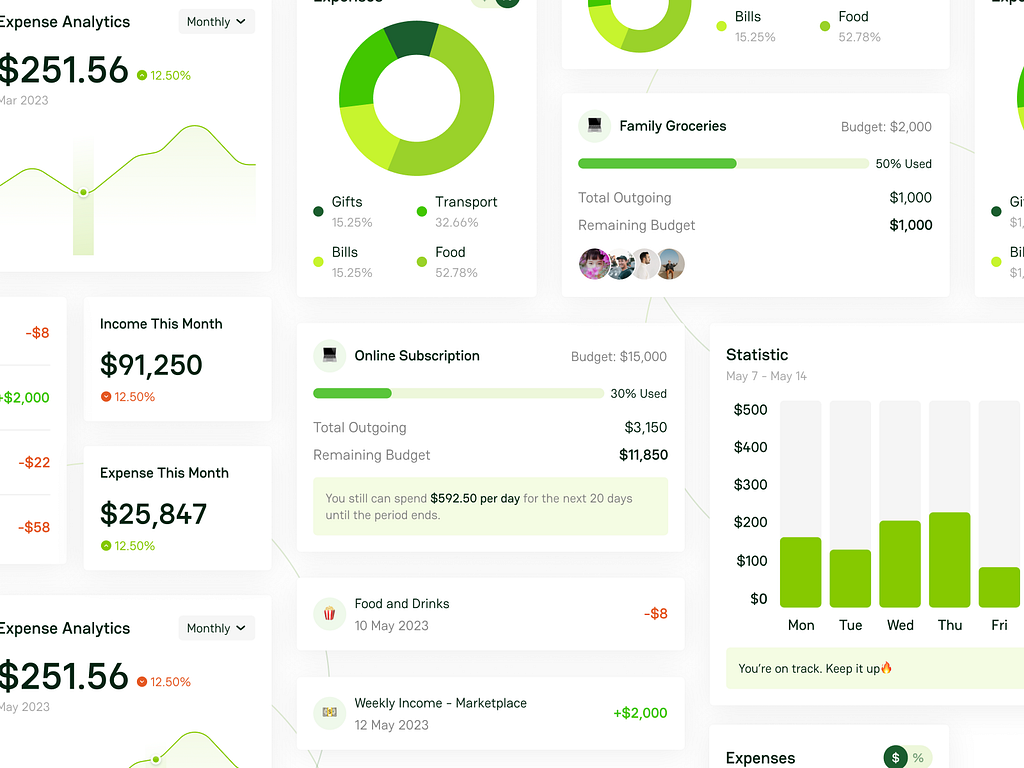 Expense Analytics
Monthly
$251.56
12.50%
Mar 2023
-$8
+$2,000
-$22
-$58
Income This Month
$91,250
12.50%
Expense This Month
$25,847
12.50%
Expense Analytics
Monthly
$251.56
12.50%
May 2023
Expenses
Gifts
15.25%
Transport
32.66%
Bills
15.25%
Food
52.78%
Bills
15.25%
Food
52.78%
Family Groceries
Budget: $2,000
50% Used
Total Outgoing
$1,000
Remaining Budget
$1,000
Online Subscription
Budget: $15,000
30% Used
Total Outgoing
$3,150
Remaining Budget
$11,850
You still can spend $592.50 per day for the next 20 days
until the period ends.
Food and Drinks
10 May 2023
-$8
Weekly Income - Marketplace
12 May 2023
+$2,000
Statistic
May 7 - May 14
$500
$400
$300
$200
$100
$0
Mon
Tue
Wed
Thu
Fri
You're on track. Keep it up🔥
Expenses
$
%